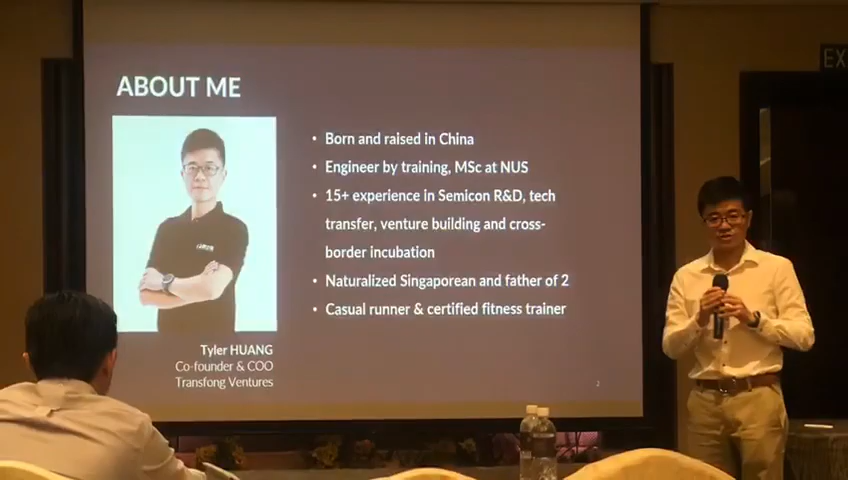 EX
ABOUT ME
• Born and raised in China
• Engineer by training, MSc at NUS
• 15+ experience in Semicon R&D, tech
transfer, venture building and cross-
border incubation
• Naturalized Singaporean and father of 2
• Casual runner & certified fitness trainer
Tyler HUANG
Co-founder & COO
Transfong Ventures
2